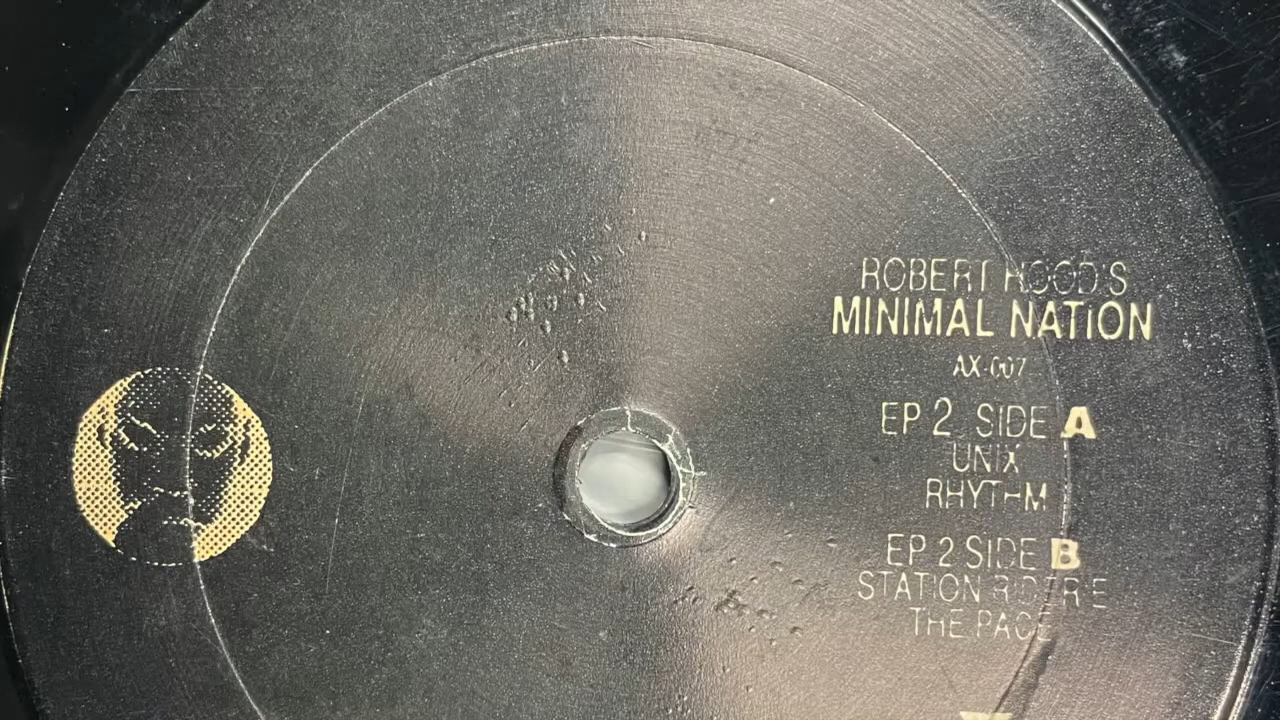 ROBERT HOOD'S
MINIMAL NATION
AX-007
EP 2 SIDE A
UNIX
RHYTHM
EP 2 SIDE B
STATION RIDER E
THE PACE